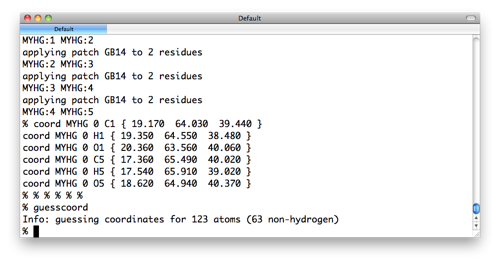 Default
Default
MYHG:1 MYHG:2
applying patch GB14 to 2 residues
MYHG:2 MYHG:3
applying patch GB14 to 2 residues
MYHG:3 MYHG:4
applying patch GB14 to 2 residues
MYHG:4 MYHG:5
% coord MYHG 0 C1 { 19.170 64.030 39.440 }
coord MYHG 0 H1 { 19.350 64.550 38.480 }
coord MYHG 0 O1 { 20.360 63.560 40.060 }
coord MYHG 0 C5 { 17.360 65.490 40.020 }
coord MYHG 0 H5 { 17.540 65.910 39.020 }
coord MYHG 0 O5 { 18.620 64.940 40.370 }
% % % % % %
% guesscoord
Info: guessing coordinates for 123 atoms (63 non-hydrogen)
%